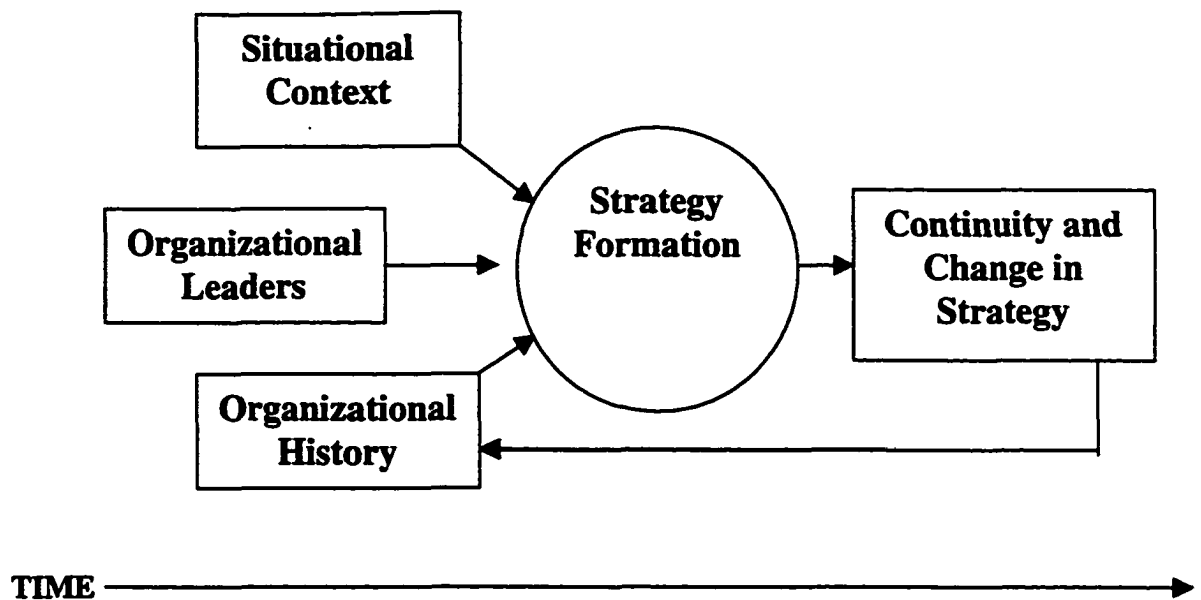 Situational
Context
Organizational
Leaders
Organizational
History
Strategy
Formation
Continuity and
Change in
Strategy
TIME